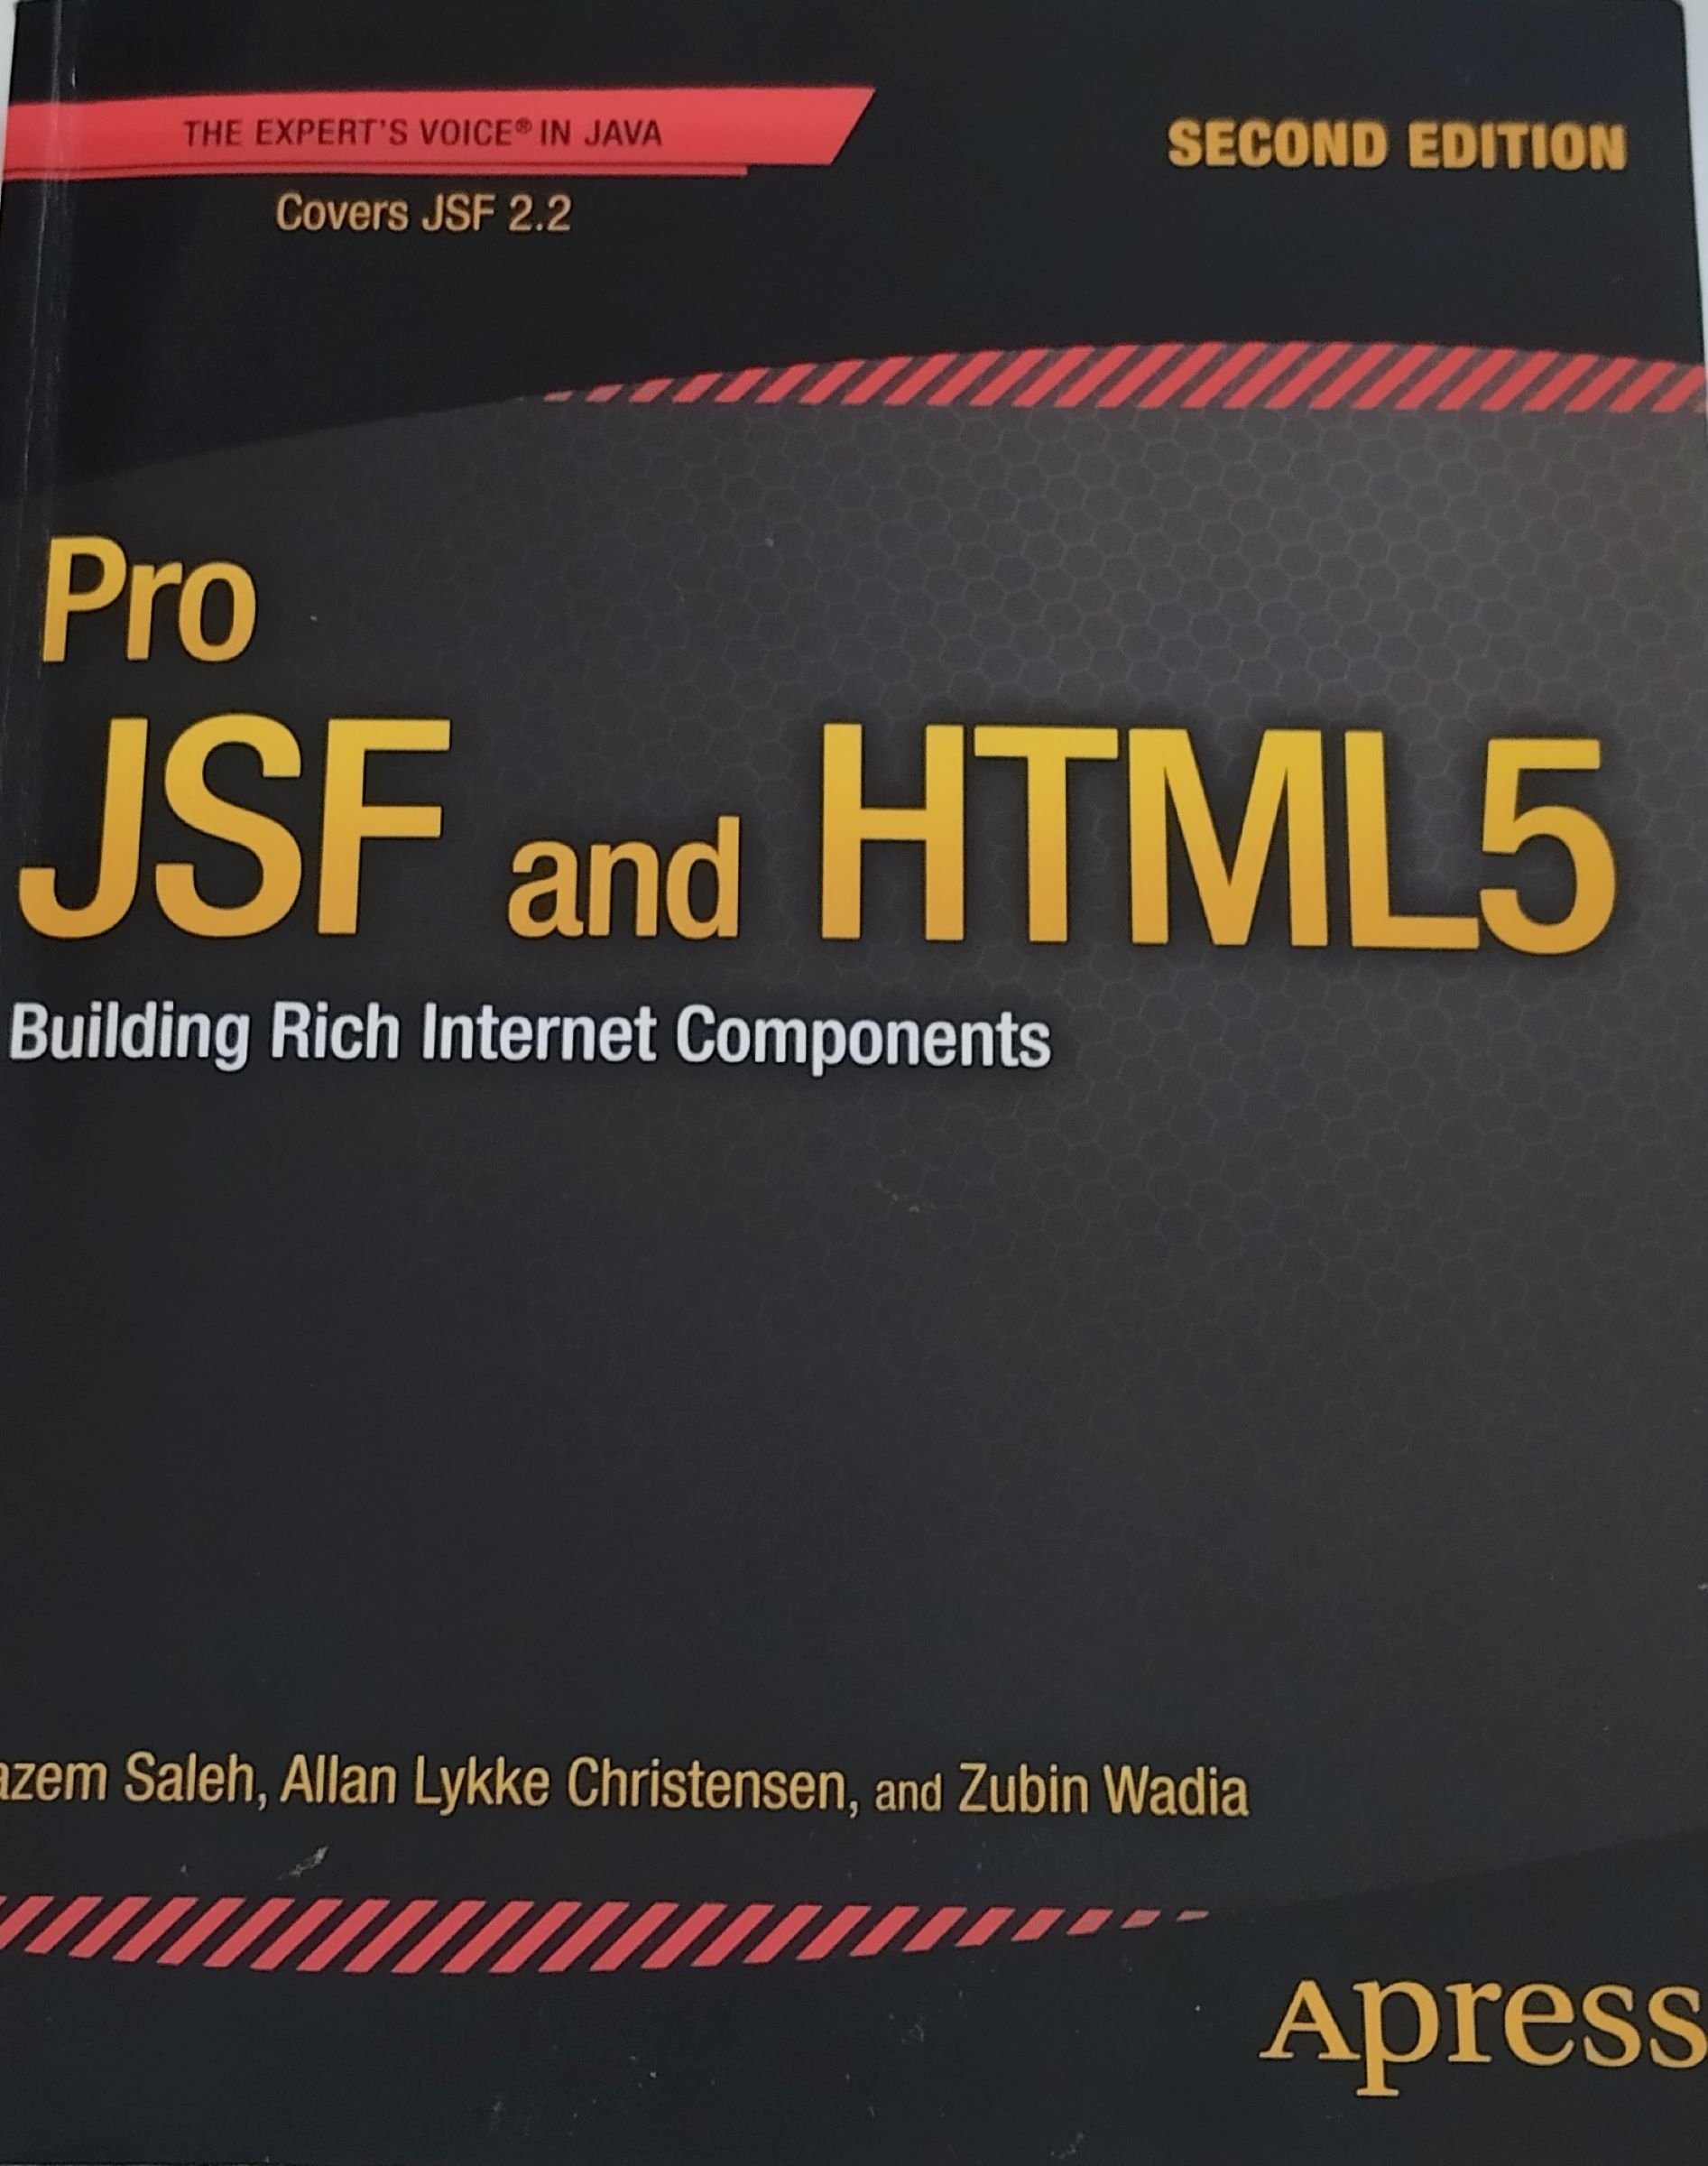 THE EXPERT'S VOICE® IN JAVA
SECOND EDITION
Covers JSF 2.2
Pro
JSF and HTML5
Building Rich Internet Components
azem Saleh, Allan Lykke Christensen, and Zubin Wadia
Apress